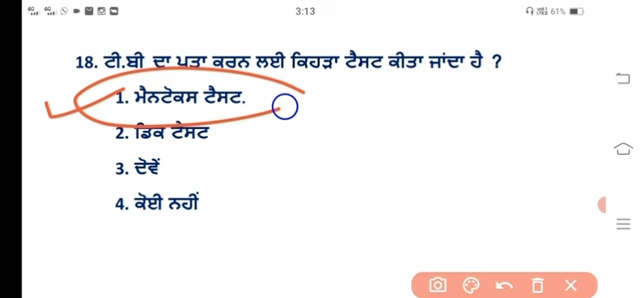 3:13
61%
18. ਟੀ.ਬੀ ਦਾ ਪਤਾ ਕਰਨ ਲਈ ਕਿਹੜਾ ਟੈਸਟ ਕੀਤਾ ਜਾਂਦਾ ਹੈ ?
1. ਮੈਨਟੋਕਸ ਟੈਸਟ.
2. ਡਿਕ ਟੇਸਟ
3. ਦੋਵੇਂ
4. ਕੋਈ ਨਹੀਂ